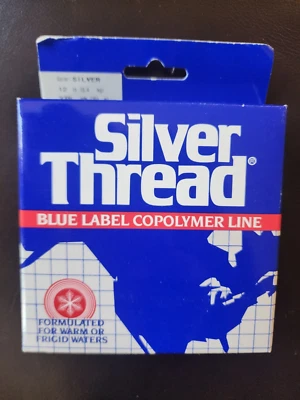 SILVER
Silver
Thread®
BLUE LABEL COPOLYMER LINE
FORMULATED
FOR WARM OR
FRIGID WATERS